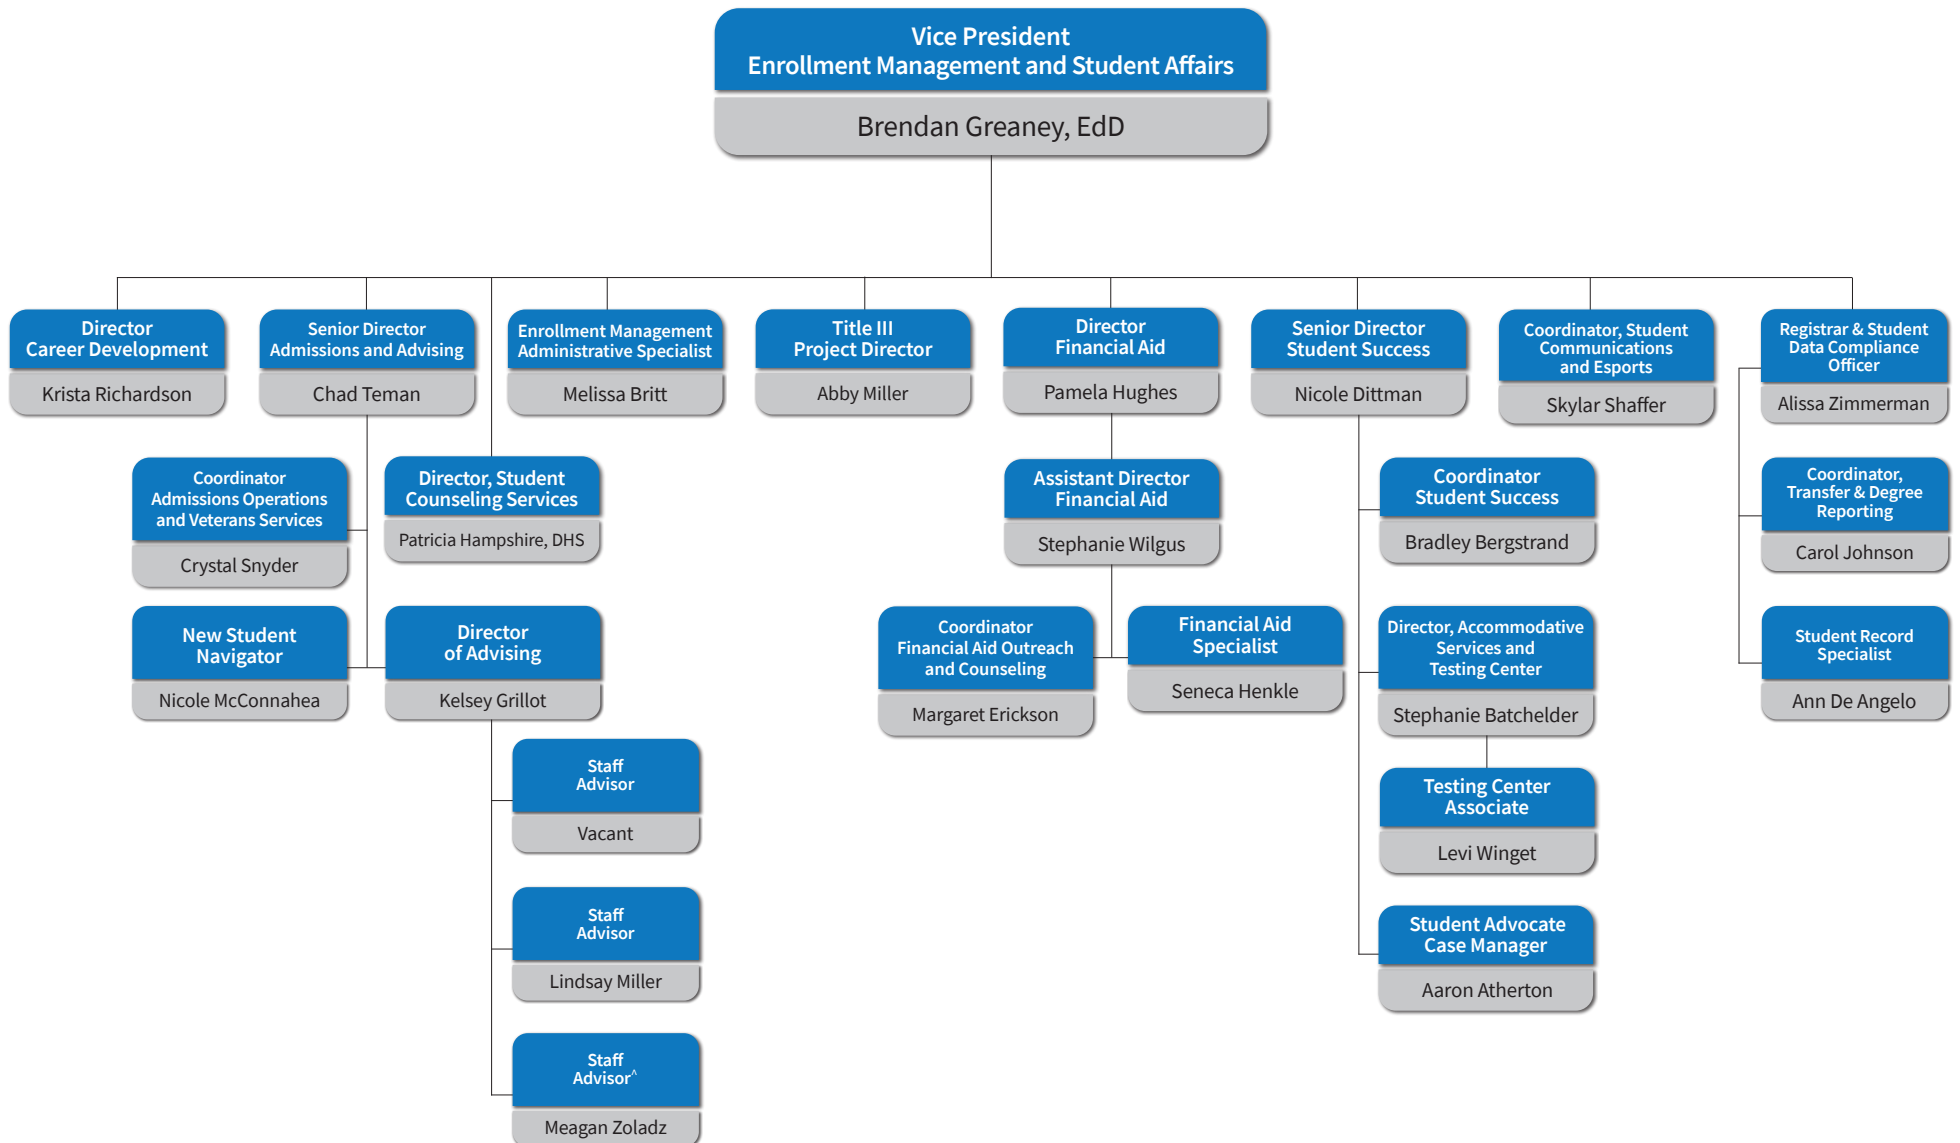 Vice President
Enrollment Management and Student Affairs
Brendan Greaney, EdD
Director
Career Development
Krista Richardson
Senior Director
Admissions and Advising
Chad Teman
Enrollment Management
Administrative Specialist
Melissa Britt
Title III
Project Director
Abby Miller
Director
Financial Aid
Pamela Hughes
Senior Director
Student Success
Nicole Dittman
Coordinator, Student
Communications
and Esports
Skylar Shaffer
Registrar & Student
Data Compliance
Officer
Alissa Zimmerman
Coordinator
Admissions Operations
and Veterans Services
Crystal Snyder
Director, Student
Counseling Services
Patricia Hampshire, DHS
Assistant Director
Financial Aid
Stephanie Wilgus
Coordinator
Student Success
Bradley Bergstrand
Coordinator,
Transfer & Degree
Reporting
Carol Johnson
New Student
Navigator
Nicole McConnahea
Director
of Advising
Kelsey Grillot
Coordinator
Financial Aid Outreach
and Counseling
Margaret Erickson
Financial Aid
Specialist
Seneca Henkle
Director, Accommodative
Services and
Testing Center
Stephanie Batchelder
Student Record
Specialist
Ann De Angelo
Staff
Advisor
Vacant
Testing Center
Associate
Levi Winget
Staff
Advisor
Lindsay Miller
Student Advocate
Case Manager
Aaron Atherton
Staff
Advisor^
Meagan Zoladz